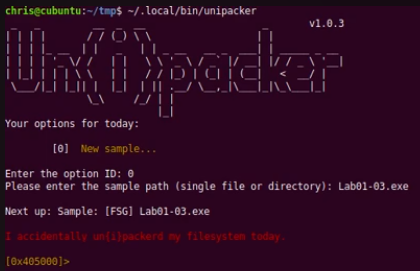 chris@cubuntu:~/tmp$ ~/.local/bin/unipacker
v1.0.3
Un(i)packer
Your options for today:
[0] New sample...
Enter the option ID: 0
Please enter the sample path (single file or directory): Lab01-03.exe
Next up: Sample: [FSG] Lab01-03.exe
I accidentally un{i}packerd my filesystem today.
[0x405000]>